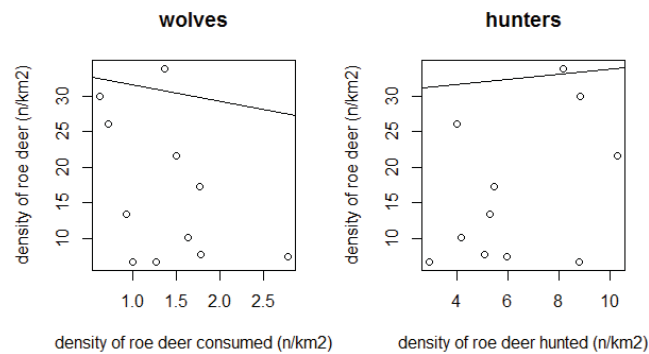 wolves
density of roe deer (n/km2)
30
25
20
15
10
1.0 1.5 2.0 2.5
density of roe deer consumed (n/km2)
hunters
density of roe deer (n/km2)
30
25
20
15
10
4 6 8 10
density of roe deer hunted (n/km2)